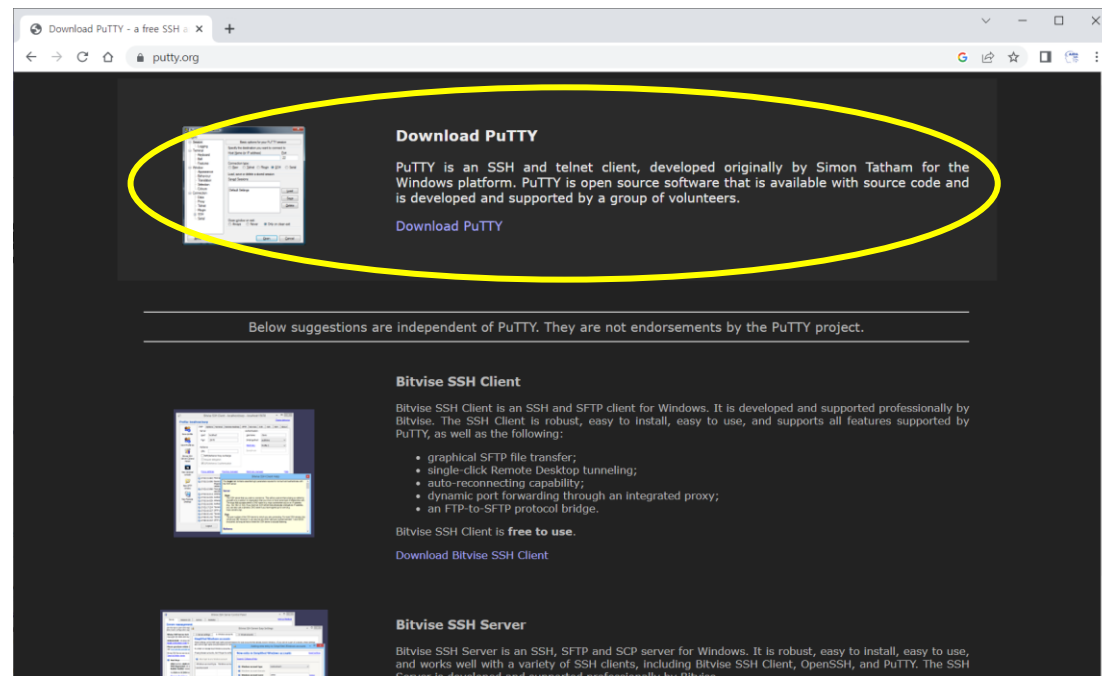 Download PuTTY - a free SSH a
putty.org
Download PuTTY
PuTTY is an SSH and telnet client, developed originally by Simon Tatham for the
Windows platform. PuTTY is open source software that is available with source code and
is developed and supported by a group of volunteers.
Download PuTTY
Below suggestions are independent of PuTTY. They are not endorsements by the PuTTY project.
Bitvise SSH Client
Bitvise SSH Client is an SSH and SFTP client for Windows. It is developed and supported professionally by
Bitvise. The SSH Client is robust, easy to install, easy to use, and supports all features supported by
PuTTY, as well as the following:
• graphical SFTP file transfer;
• single-click Remote Desktop tunneling;
• auto-reconnecting capability;
• dynamic port forwarding through an integrated proxy;
• an FTP-to-SFTP protocol bridge.
Bitvise SSH Client is free to use.
Download Bitvise SSH Client
Bitvise SSH Server
Bitvise SSH Server is an SSH, SFTP and SCP server for Windows. It is robust, easy to install, easy to use,
and works well with a variety of SSH clients, including Bitvise SSH Client, OpenSSH, and PuTTY. The SSH
Server is developed and supported professionally by Bitvise.